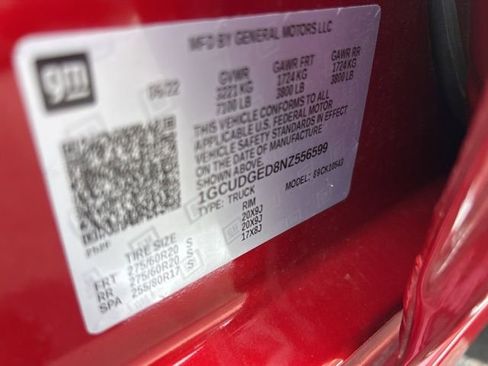 MFD BY GENERAL MOTORS LLC
gm
06/22
GVWR GAWR FRT GAWR RR
3221 KG 1724 KG 1724 KG
7100 LB 3800 LB 3800 LB
THIS VEHICLE CONFORMS TO ALL
APPLICABLE U.S. FEDERAL MOTOR
VEHICLE SAFETY STANDARDS IN EFFECT
ON THE DATE OF MANUFACTURE SHOWN ABOVE.
1GCUDGED8NZ556599
TYPE: TRUCK MODEL:
TIRE SIZE RIM
FRT 275/60R20 S 20X9J
RR 275/60R20 S 20X9J
SPA 255/80R17 S 17X8J